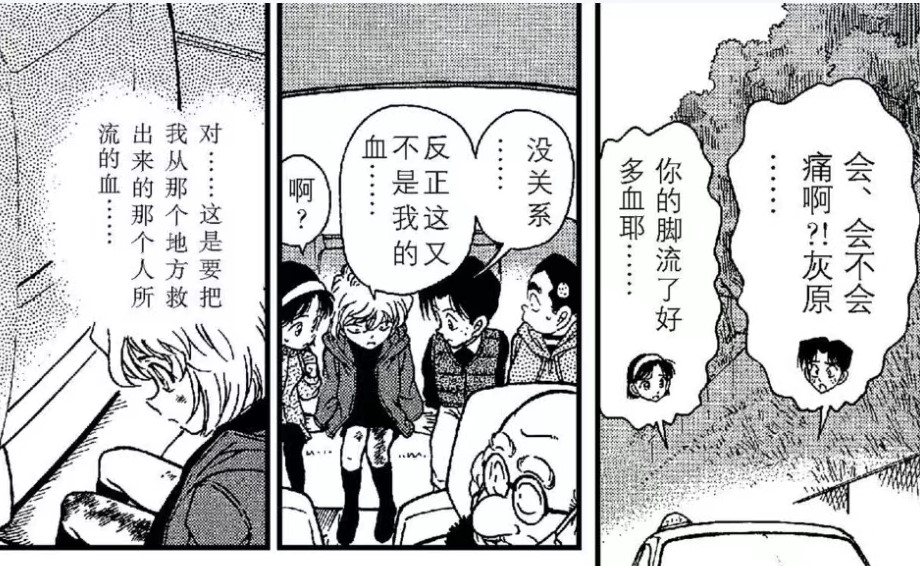 会、会不会
痛啊?!灰原
……
你的脚流了好
多血耶……
没关系
……
反正这又
不是我的
血……
啊?
对……这是要把
我从那个地方救
出来的那个人所
流的血……